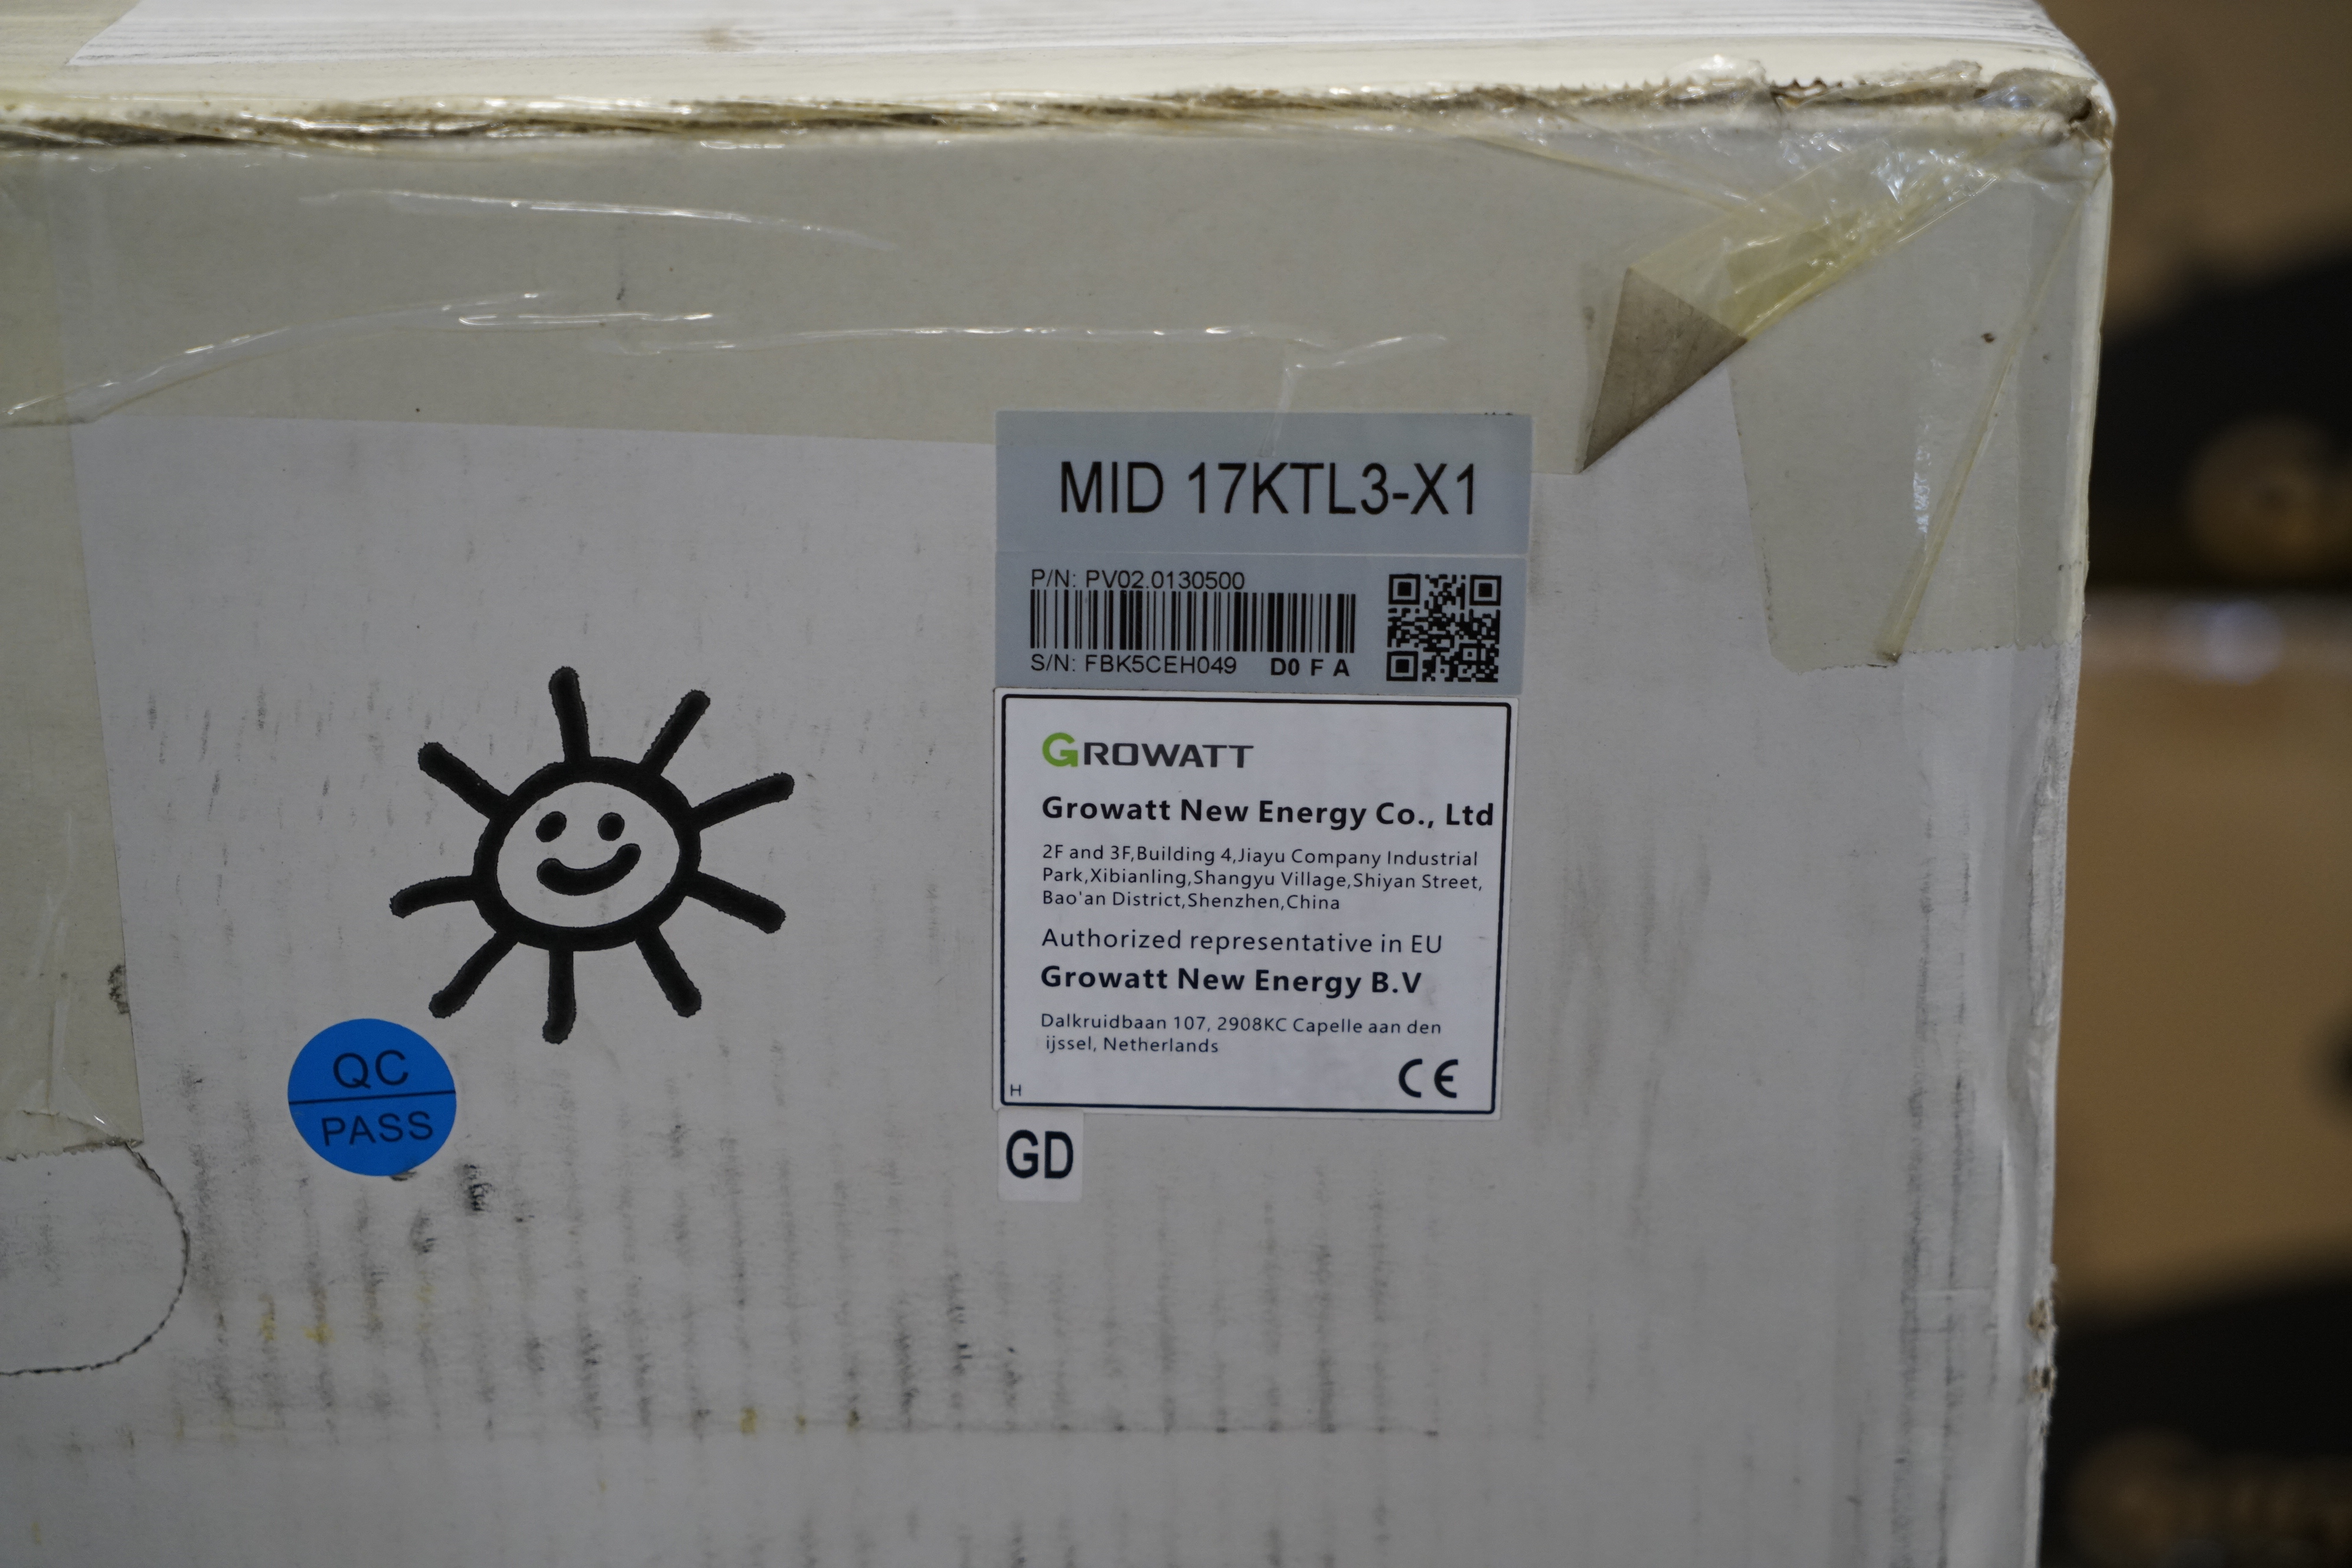 MID 17KTL3-X1
P/N: PV02.0130500
S/N: FBK5CEH049 D0 F A
GROWATT
Growatt New Energy Co., Ltd
2F and 3F,Building 4,Jiayu Company Industrial
Park,Xibianling,Shangyu Village,Shiyan Street,
Bao'an District,Shenzhen,China
Authorized representative in EU
Growatt New Energy B.V
Dalkruidbaan 107, 2908KC Capelle aan den
ijssel, Netherlands
H
CE
GD
QC
PASS